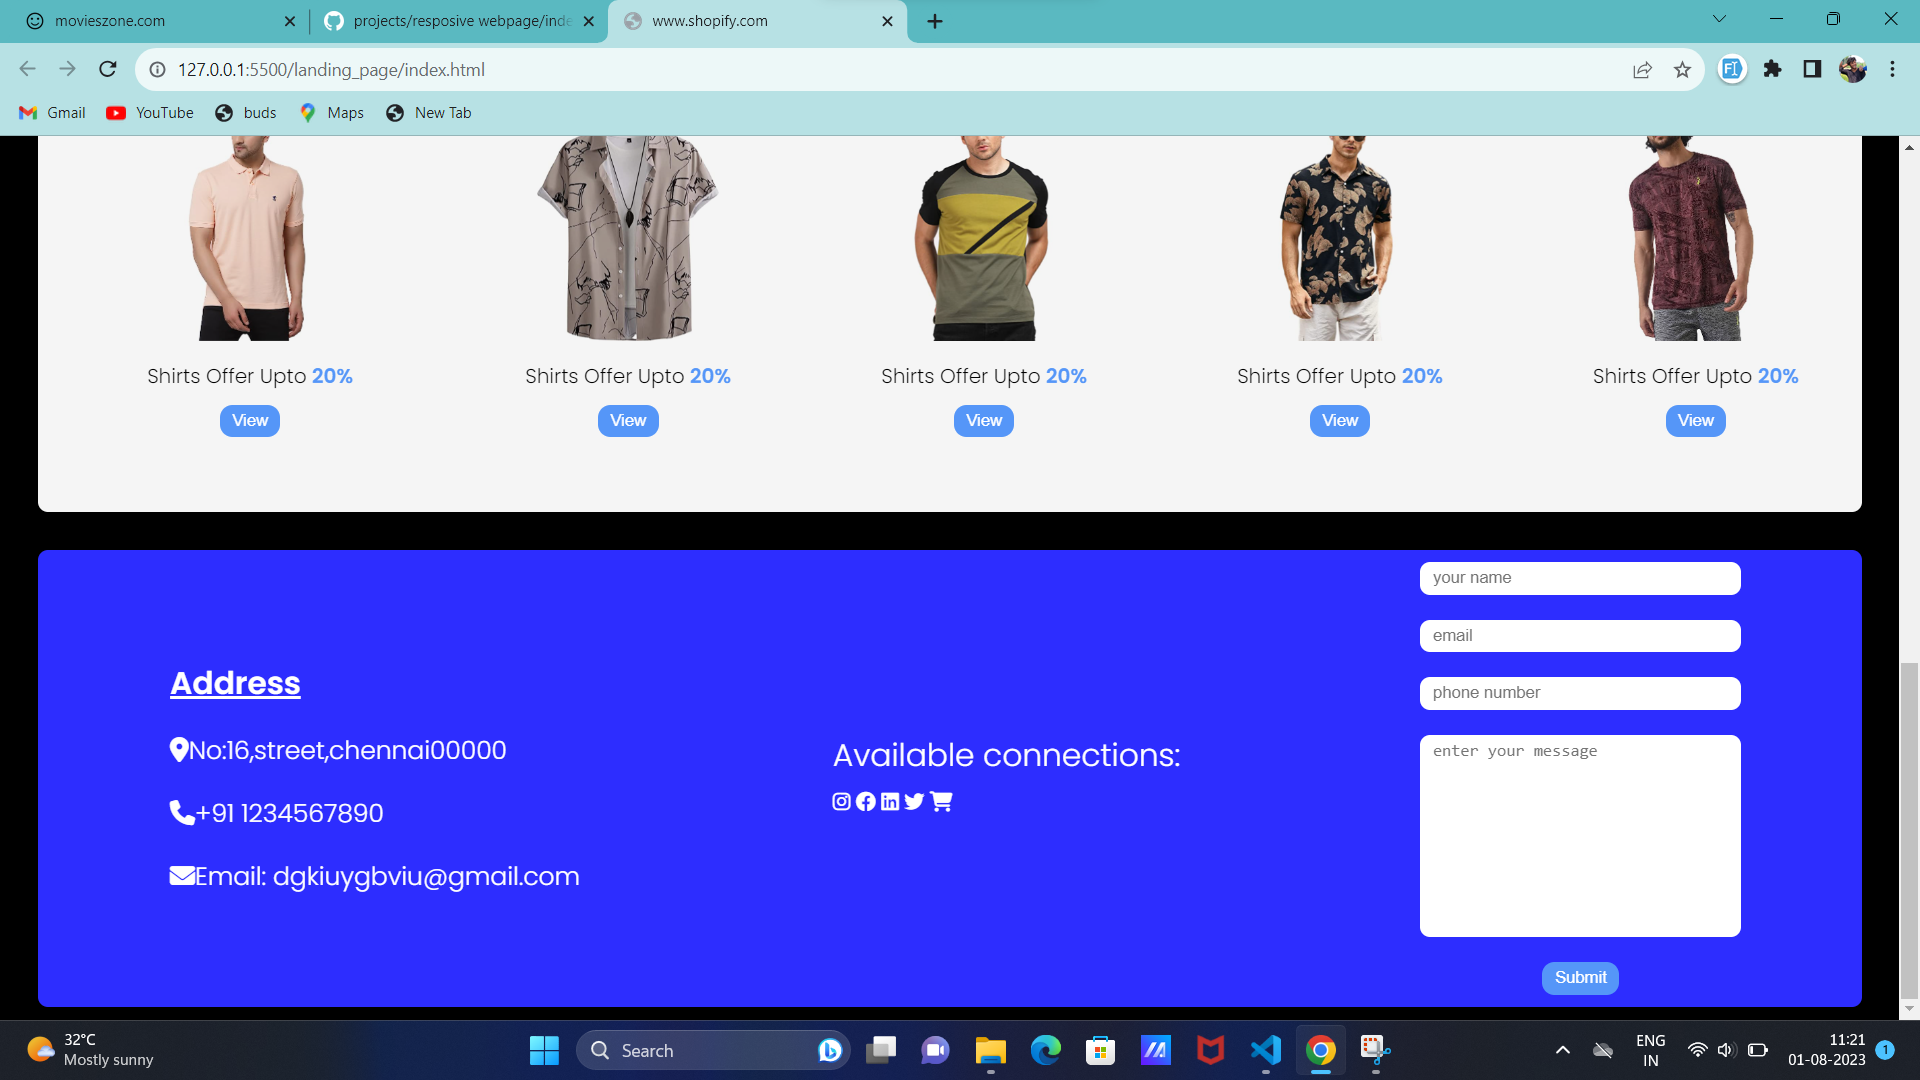 movieszone.com
projects/resposive webpage/inde
www.shopify.com
127.0.0.1:5500/landing_page/index.html
Gmail
YouTube
buds
Maps
New Tab
Shirts Offer Upto 20%
Shirts Offer Upto 20%
Shirts Offer Upto 20%
Shirts Offer Upto 20%
Shirts Offer Upto 20%
View
View
View
View
View
your name
email
phone number
enter your message
Submit
Address
No:16,street,chennai00000
+91 1234567890
Email: dgkiuygbviu@gmail.com
Available connections:
32°C
Mostly sunny
Search
ENG
IN
11:21
01-08-2023
1